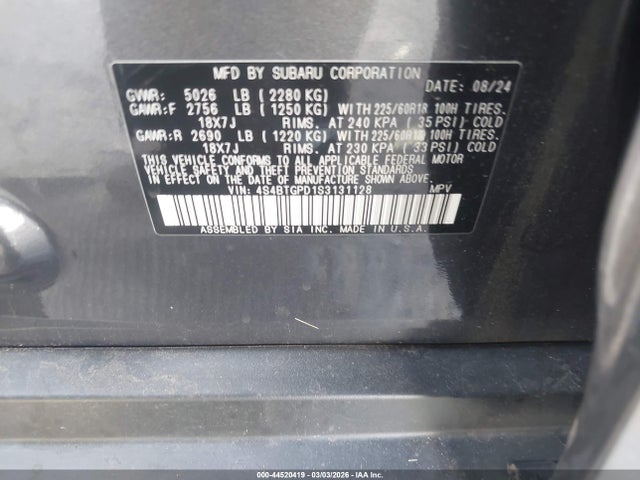 MFD BY SUBARU CORPORATION DATE: 08/24
GVWR: 5026 LB ( 2280 KG)
GAWR:F 2756 LB ( 1250 KG) WITH 225/60R18 100H TIRES.
18X7J RIMS. AT 240 KPA ( 35 PSI) COLD
GAWR:R 2690 LB ( 1220 KG) WITH 225/60R18 100H TIRES.
18X7J RIMS. AT 230 KPA ( 33 PSI) COLD
THIS VEHICLE CONFORMS TO ALL APPLICABLE FEDERAL MOTOR
VEHICLE SAFETY AND THEFT PREVENTION STANDARDS
IN EFFECT ON THE DATE OF MANUFACTURE SHOWN ABOVE.
VIN: 4S4BTGPD1S3131128 MPV
ASSEMBLED BY SIA INC. MADE IN U.S.A.
000-44520419 | 03/03/2026 | IAA Inc.